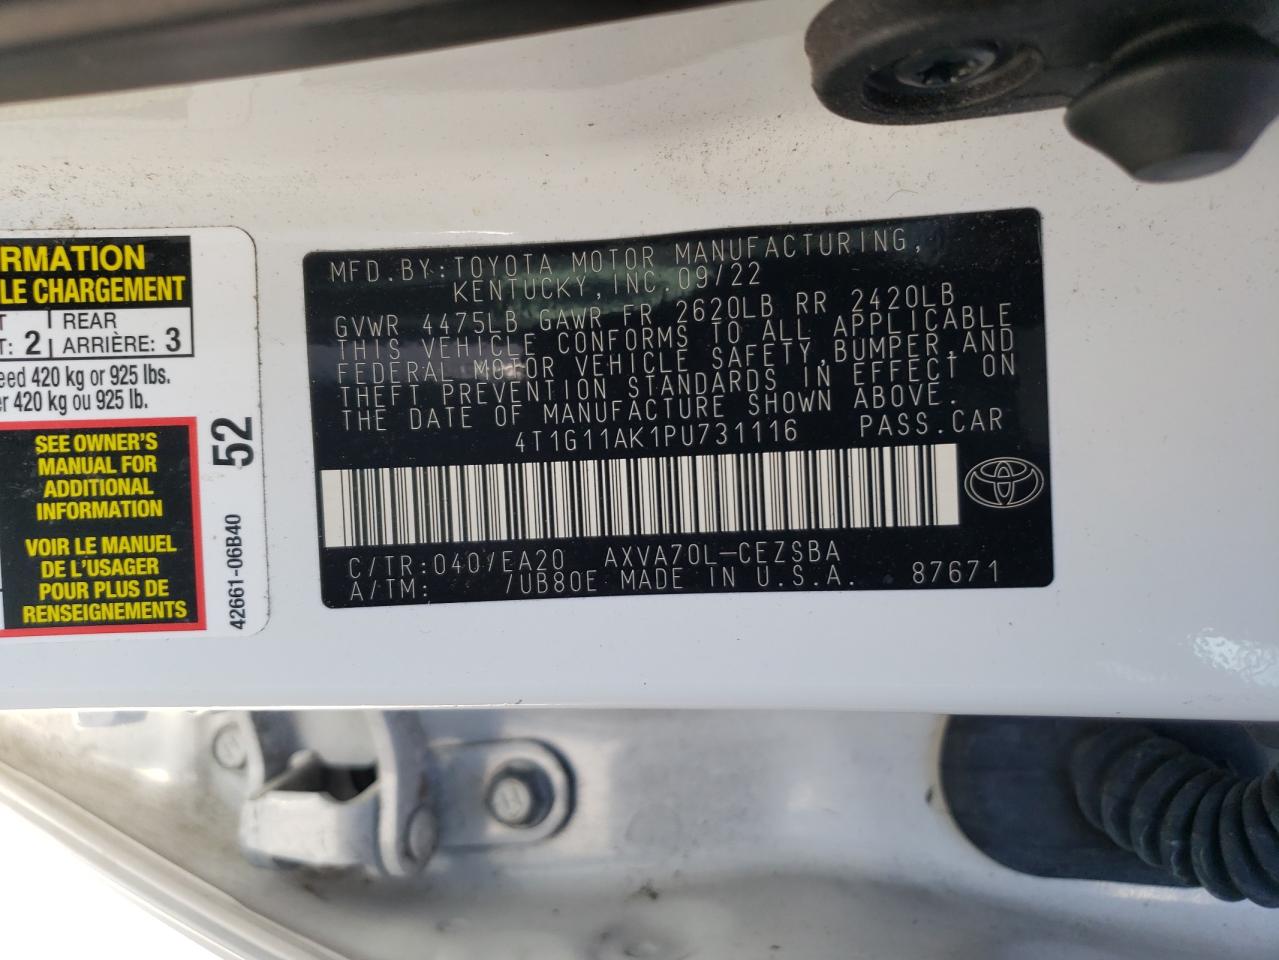 RMATION
LE CHARGEMENT
T REAR
T: 2 ARRIÈRE: 3
eed 420 kg or 925 lbs.
er 420 kg ou 925 lb.
SEE OWNER'S
MANUAL FOR
ADDITIONAL
INFORMATION
VOIR LE MANUEL
DE L'USAGER
POUR PLUS DE
RENSEIGNEMENTS
52
42661-06B40
MFD.BY:TOYOTA MOTOR MANUFACTURING,
KENTUCKY,INC.09/22
GVWR 4475LB GAWR FR 2620LB RR 2420LB
THIS VEHICLE CONFORMS TO ALL APPLICABLE
FEDERAL MOTOR VEHICLE SAFETY,BUMPER,AND
THEFT PREVENTION STANDARDS IN EFFECT ON
THE DATE OF MANUFACTURE SHOWN ABOVE.
4T1G11AK1PU731116 PASS.CAR
C/TR:040/EA20 AXVA70L-CEZSBA
A/TM: /UB80E MADE IN U.S.A. 87671